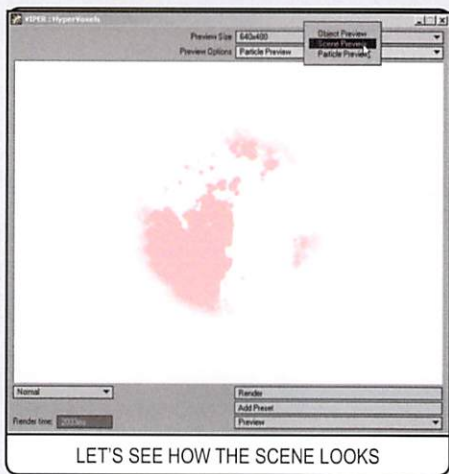 VIPER : HyperVoxels
Preview Size 640x480
Preview Options Particle Preview
Object Preview
Scene Preview
Particle Preview
Normal
Render
Add Preset
Render time:
Preview
LET'S SEE HOW THE SCENE LOOKS